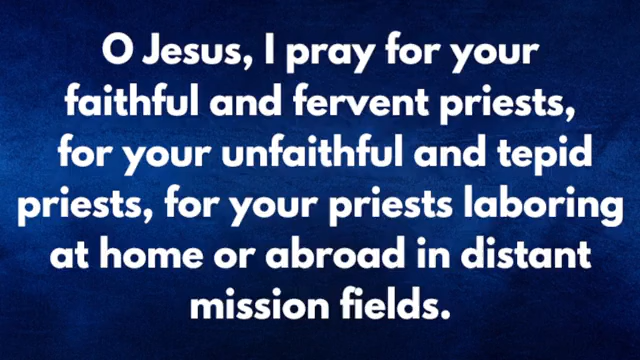 O Jesus, I pray for your
faithful and fervent priests,
for your unfaithful and tepid
priests, for your priests laboring
at home or abroad in distant
mission fields.